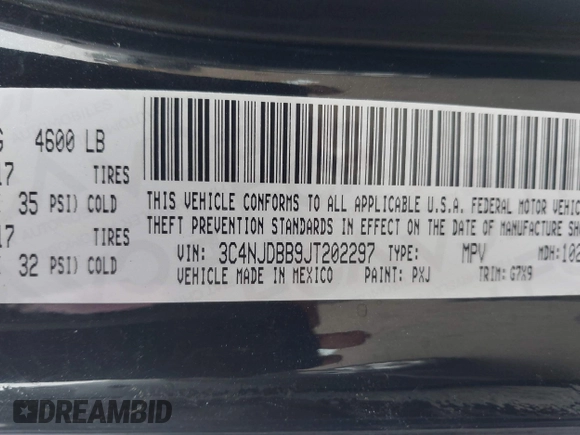 4600 LB
17 TIRES
35 PSI) COLD
17 TIRES
32 PSI) COLD
THIS VEHICLE CONFORMS TO ALL APPLICABLE U.S.A. FEDERAL MOTOR
THEFT PREVENTION STANDARDS IN EFFECT ON THE DATE OF MANUFACTURE
VIN: 3C4NJDBB9JT202297 TYPE: MPV MDH: 102
VEHICLE MADE IN MEXICO PAINT: PXJ TRIM: G7X9
DREAMBID